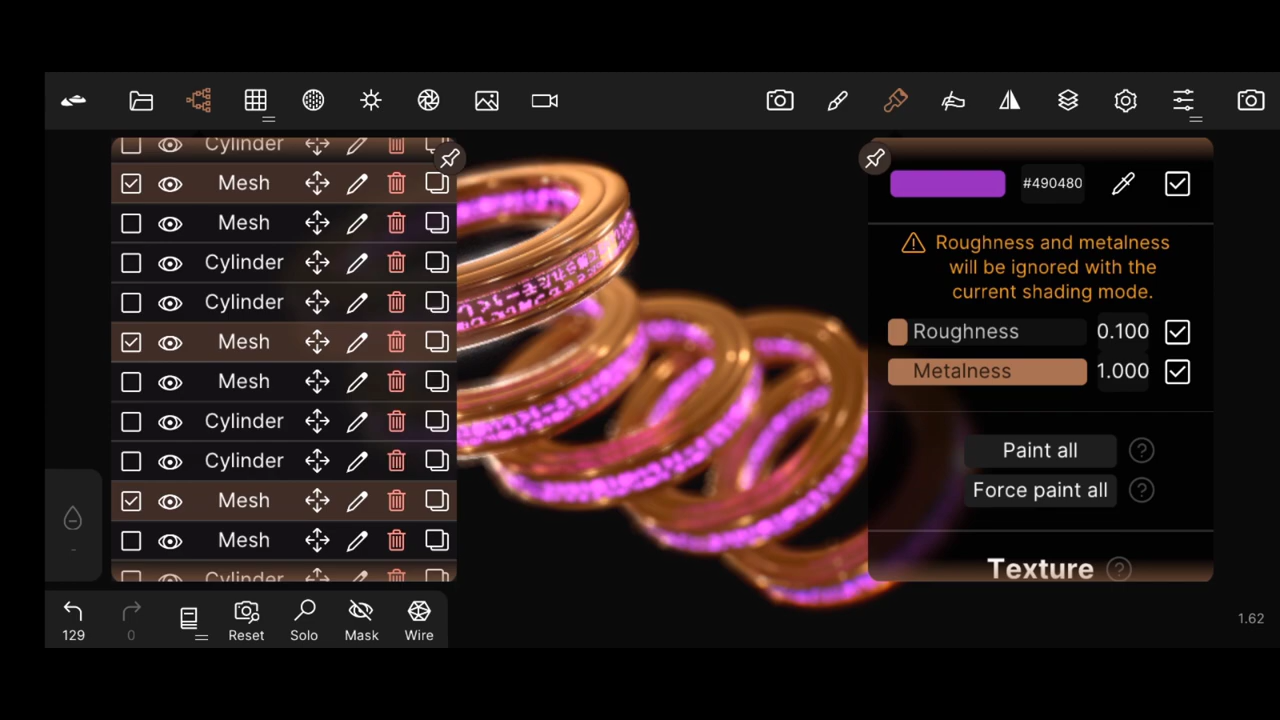 Cylinder
Mesh
Mesh
Cylinder
Cylinder
Mesh
Mesh
Cylinder
Cylinder
Mesh
Mesh
Cylinder
#490480
Roughness and metalness
will be ignored with the
current shading mode.
Roughness 0.100
Metalness 1.000
Paint all ?
Force paint all ?
Texture ?
129
0
Reset
Solo
Mask
Wire
1.62